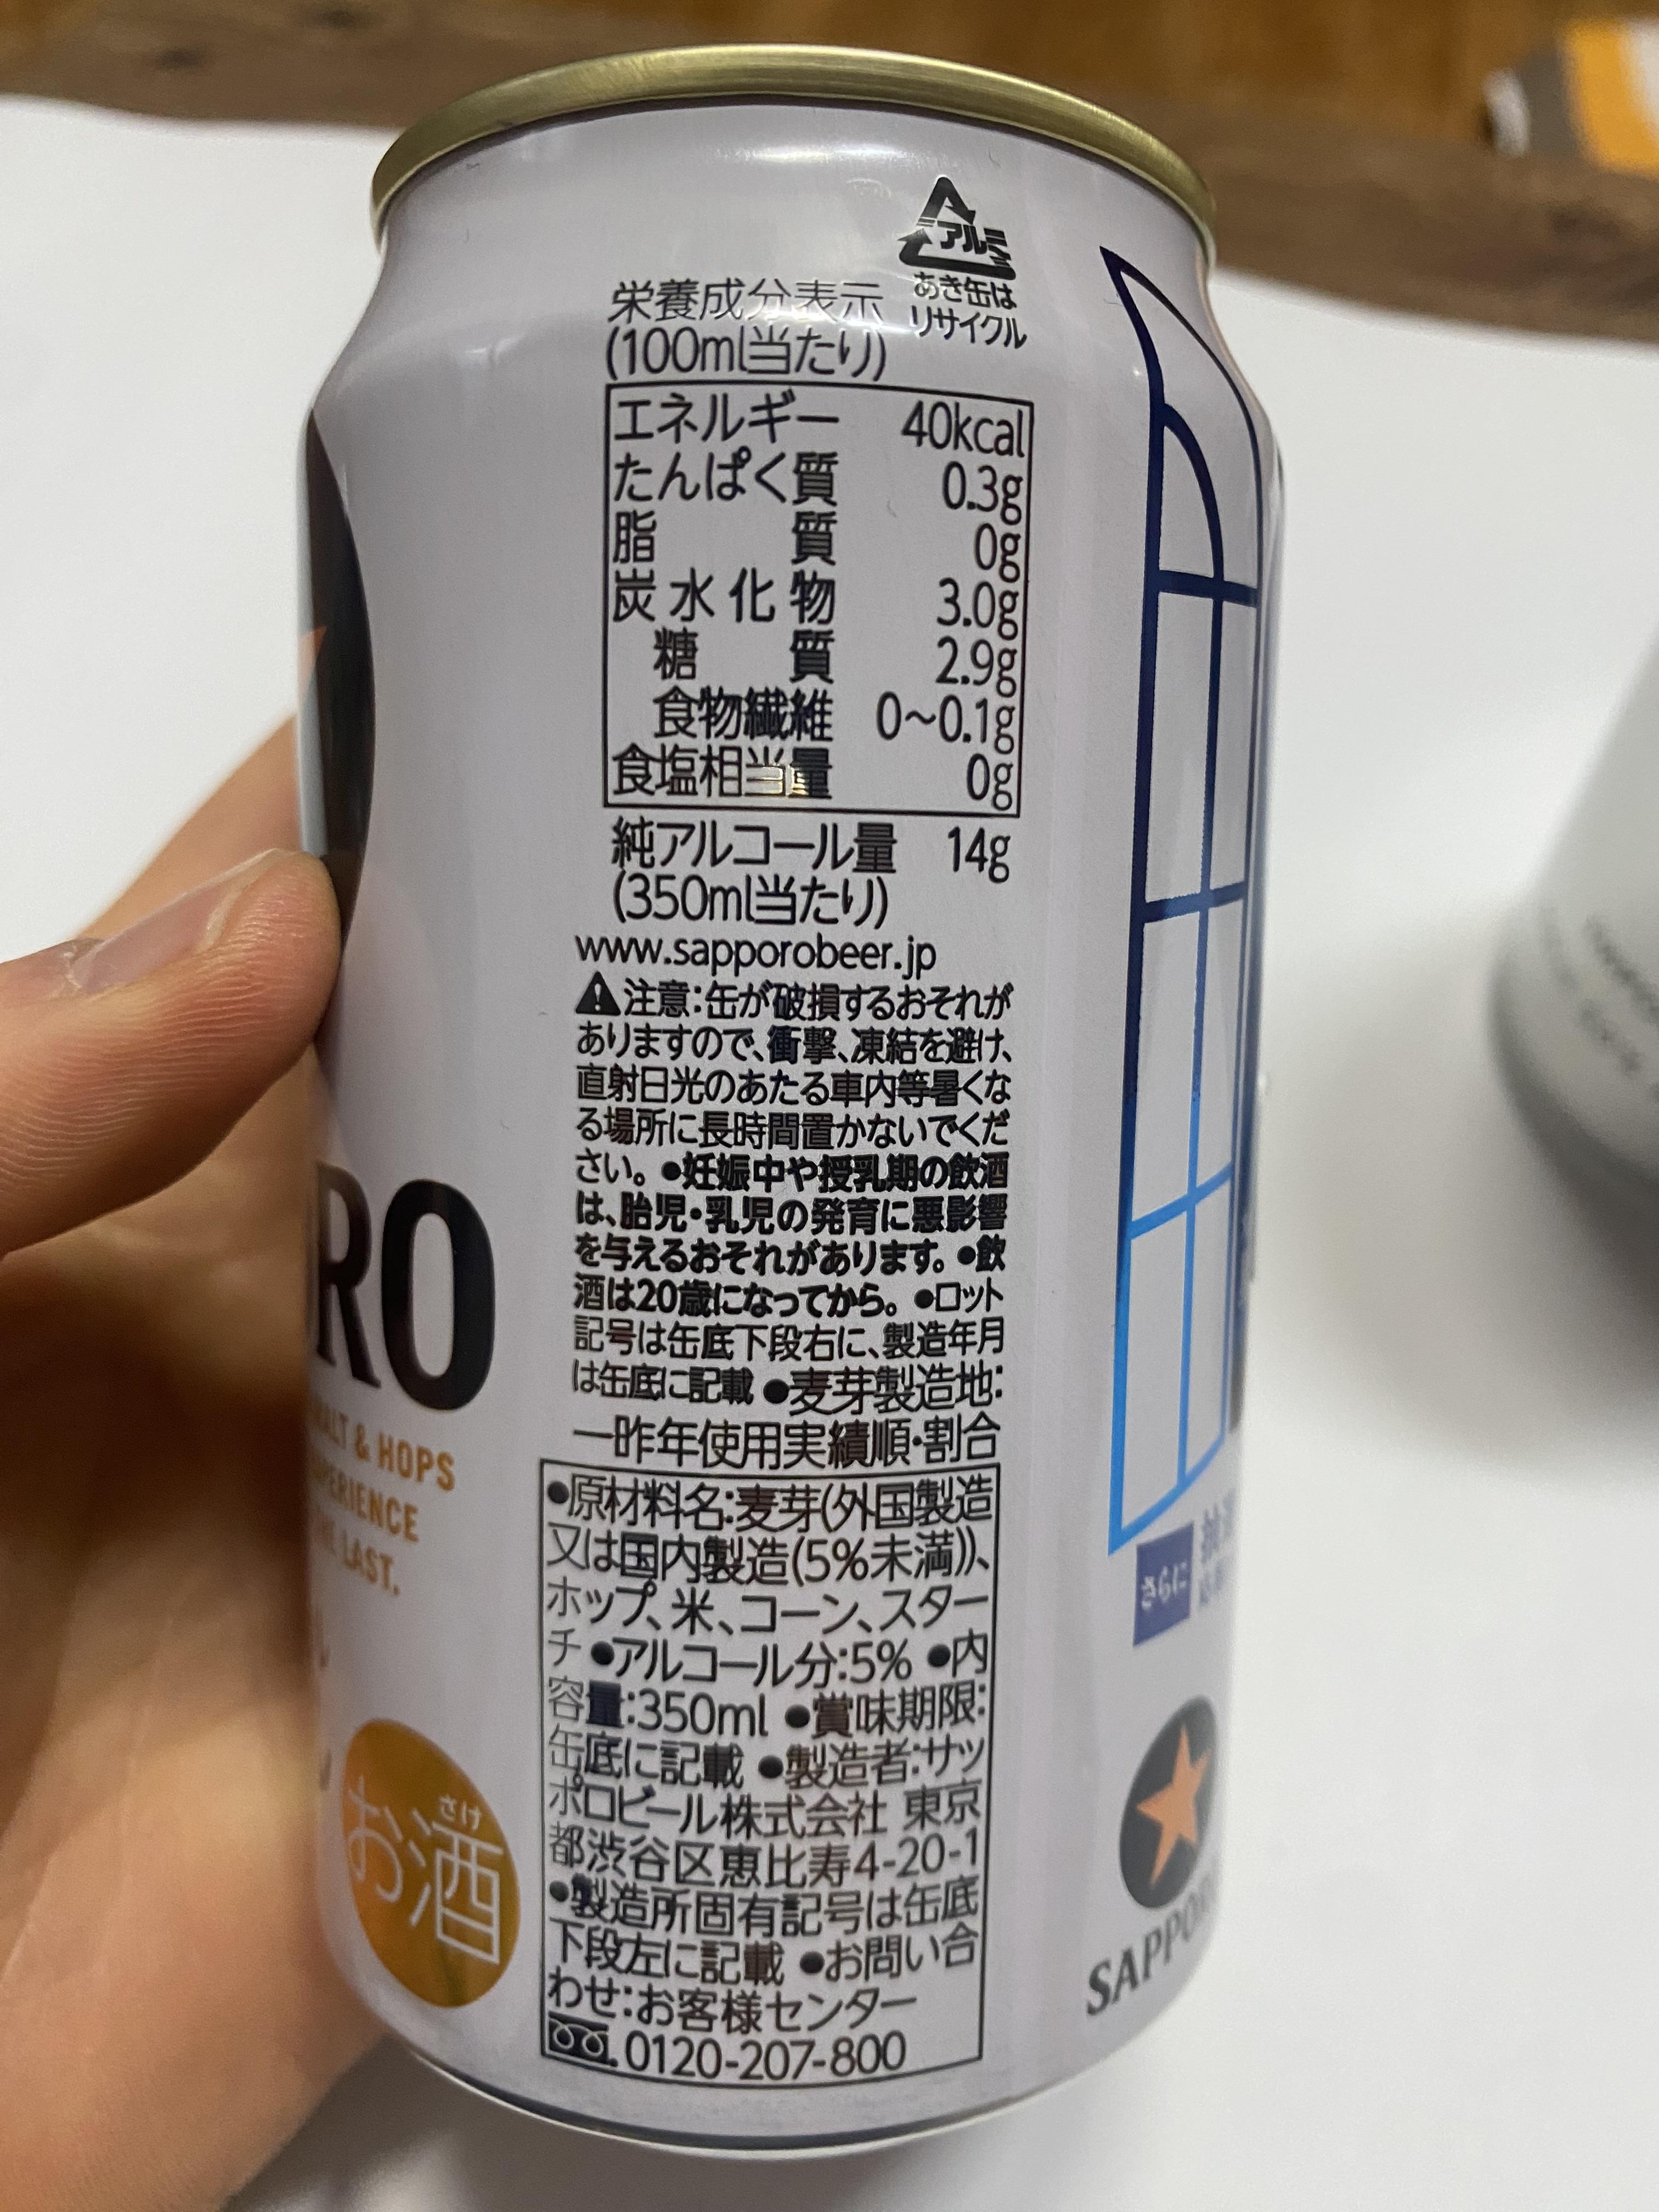 アルミ
あき缶は
リサイクル
栄養成分表示
(100ml当たり)
エネルギー 40kcal
たんぱく質 0.3g
脂質 0g
炭水化物 3.0g
糖質 2.9g
食物繊維 0~0.1g
食塩相当量 0g
純アルコール量 14g
(350ml当たり)
www.sapporobeer.jp
⚠注意:缶が破損するおそれが
ありますので、衝撃、凍結を避け、
直射日光のあたる車内等暑くな
る場所に長時間置かないでくだ
さい。●妊娠中や授乳期の飲酒
は、胎児・乳児の発育に悪影響
を与えるおそれがあります。●飲
酒は20歳になってから。●ロット
記号は缶底下段右に、製造年月
は缶底に記載●麦芽製造地:
一昨年使用実績順・割合
●原材料名:麦芽(外国製造
又は国内製造(5%未満))、
ホップ、米、コーン、スター
チ●アルコール分:5% ●内
容量:350ml ●賞味期限:
缶底に記載 ●製造者:サッ
ポロビール株式会社 東京
都渋谷区恵比寿4-20-1
●製造所固有記号は缶底
下段左に記載 ●お問い合
わせ:お客様センター
0120-207-800
RO
& HOPS
LAST.
さけ
お酒
さらに
SAPPORO